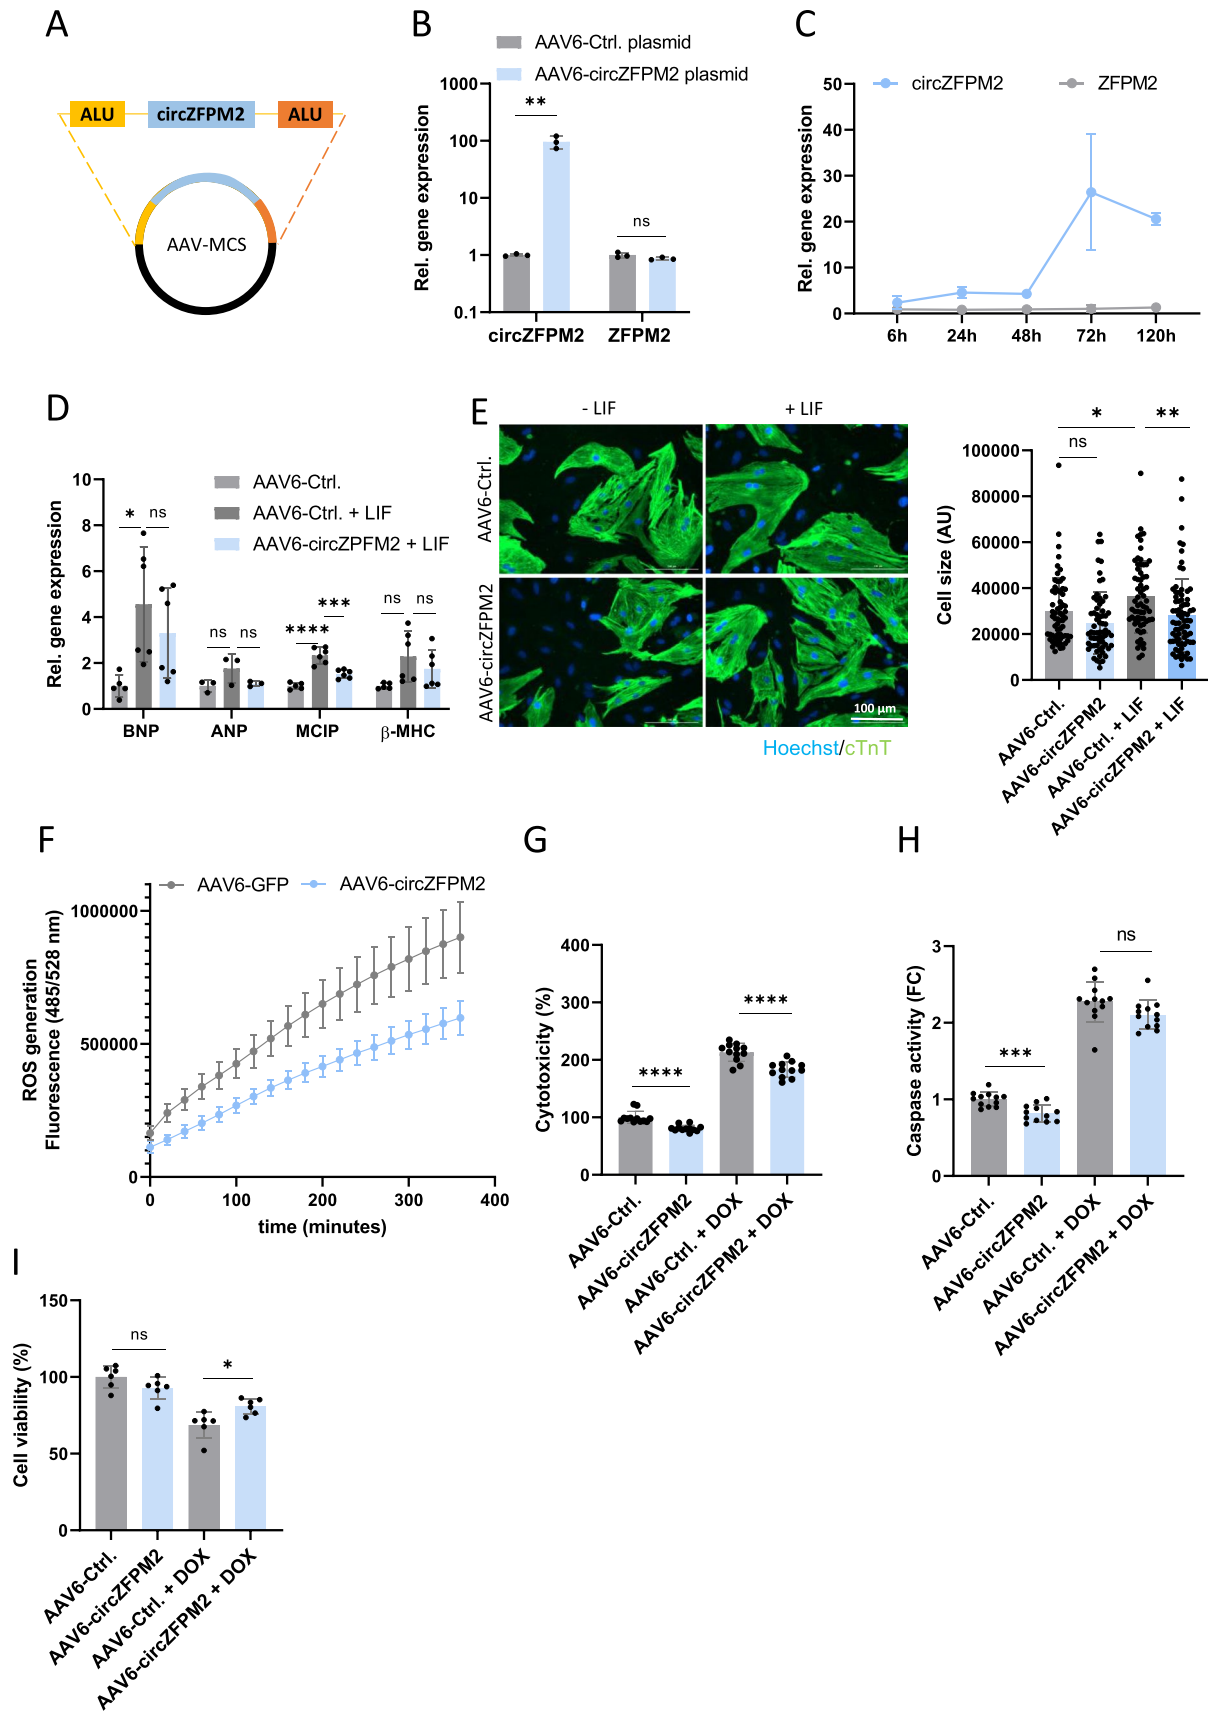 A
ALU
circZFPM2
ALU
AAV-MCS
B
AAV6-Ctrl. plasmid
AAV6-circZFPM2 plasmid
Rel. gene expression
1000
100
10
1
0.1
**
ns
circZFPM2
ZFPM2
C
circZFPM2
ZFPM2
Rel. gene expression
50
40
30
20
10
0
6h
24h
48h
72h
120h
D
AAV6-Ctrl.
AAV6-Ctrl. + LIF
AAV6-circZPFM2 + LIF
Rel. gene expression
10
8
6
4
2
0
* ns
ns ns
**** ***
ns ns
BNP
ANP
MCIP
β-MHC
E
- LIF
+ LIF
AAV6-Ctrl.
AAV6-circZFPM2
100 µm
Hoechst/cTnT
Cell size (AU)
100000
80000
60000
40000
20000
0
* **
ns
AAV6-Ctrl.
AAV6-circZFPM2
AAV6-Ctrl. + LIF
AAV6-circZFPM2 + LIF
F
AAV6-GFP
AAV6-circZFPM2
ROS generation
Fluorescence (485/528 nm)
1000000
500000
0
0
100
200
300
400
time (minutes)
G
Cytotoxicity (%)
400
300
200
100
0
****
****
AAV6-Ctrl.
AAV6-circZFPM2
AAV6-Ctrl. + DOX
AAV6-circZFPM2 + DOX
H
Caspase activity (FC)
3
2
1
0
***
ns
AAV6-Ctrl.
AAV6-circZFPM2
AAV6-Ctrl. + DOX
AAV6-circZFPM2 + DOX
I
Cell viability (%)
150
100
50
0
ns
*
AAV6-Ctrl.
AAV6-circZFPM2
AAV6-Ctrl. + DOX
AAV6-circZFPM2 + DOX